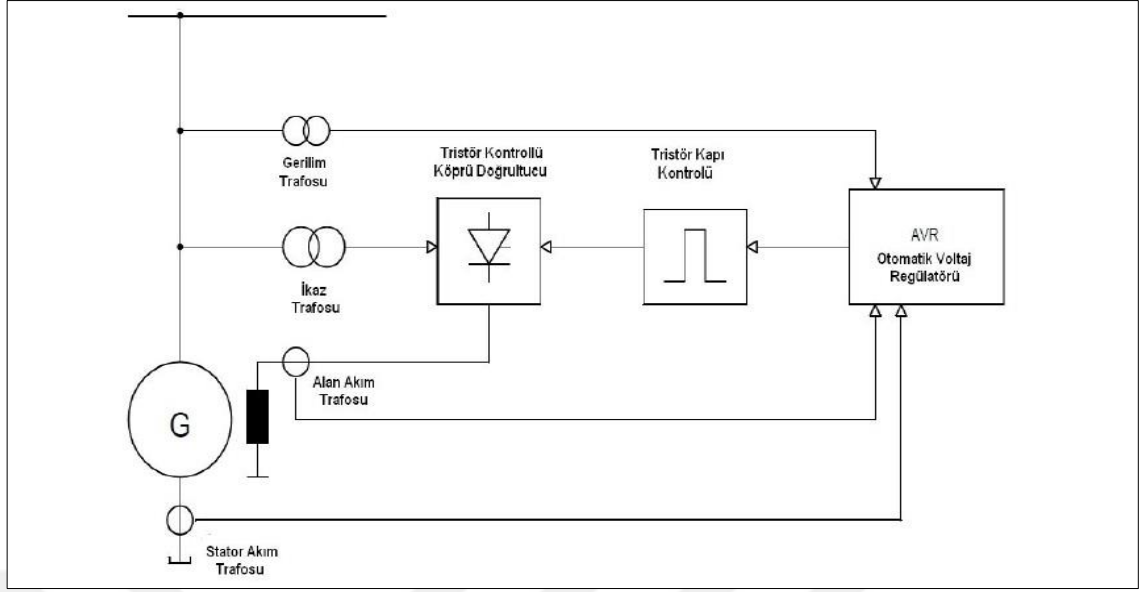 Gerilim
Trafosu
Tristör Kontrollü
Köprü Doğrultucu
Tristör Kapı
Kontrolü
AVR
Otomatik Voltaj
Regülatörü
İkaz
Trafosu
Alan Akım
Trafosu
G
Stator Akım
Trafosu